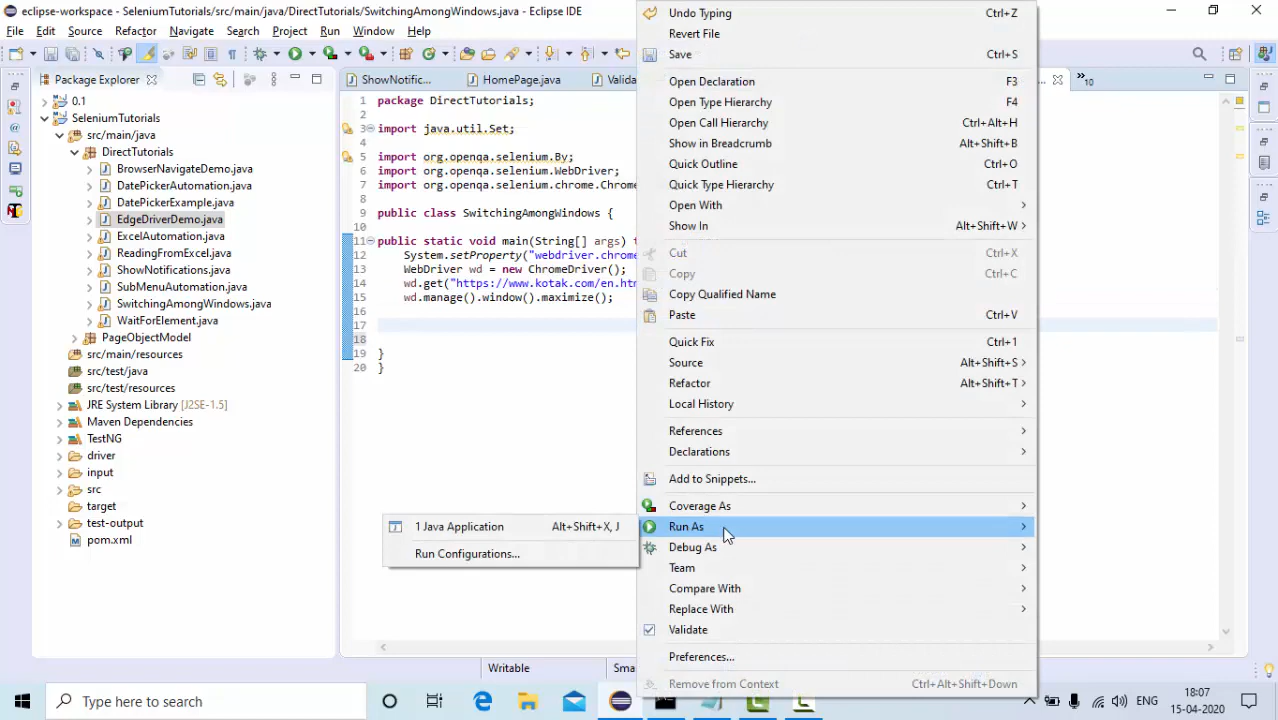 eclipse-workspace - SeleniumTutorials/src/main/java/DirectTutorials/SwitchingAmongWindows.java - Eclipse IDE
File Edit Source Refactor Navigate Search Project Run Window Help
Package Explorer
0.1
SeleniumTutorials
src/main/java
DirectTutorials
BrowserNavigateDemo.java
DatePickerAutomation.java
DatePickerExample.java
EdgeDriverDemo.java
ExcelAutomation.java
ReadingFromExcel.java
ShowNotifications.java
SubMenuAutomation.java
SwitchingAmongWindows.java
WaitForElement.java
PageObjectModel
src/main/resources
src/test/java
src/test/resources
JRE System Library [J2SE-1.5]
Maven Dependencies
TestNG
driver
input
src
target
test-output
pom.xml
ShowNotific... HomePage.java Valida
... »10
1 package DirectTutorials;
2
3 import java.util.Set;
4
5 import org.openqa.selenium.By;
6 import org.openqa.selenium.WebDriver;
7 import org.openqa.selenium.chrome.Chrome
8
9 public class SwitchingAmongWindows {
10
11 public static void main(String[] args) t
12 System.setProperty("webdriver.chrome
13 WebDriver wd = new ChromeDriver();
14 wd.get("https://www.kotak.com/en.htm
15 wd.manage().window().maximize();
16
17
18
19 }
20 }
Undo Typing Ctrl+Z
Revert File
Save Ctrl+S
Open Declaration F3
Open Type Hierarchy F4
Open Call Hierarchy Ctrl+Alt+H
Show in Breadcrumb Alt+Shift+B
Quick Outline Ctrl+O
Quick Type Hierarchy Ctrl+T
Open With
Show In Alt+Shift+W
Cut Ctrl+X
Copy Ctrl+C
Copy Qualified Name
Paste Ctrl+V
Quick Fix Ctrl+1
Source Alt+Shift+S
Refactor Alt+Shift+T
Local History
References
Declarations
Add to Snippets...
Coverage As
Run As
Debug As
Team
Compare With
Replace With
Validate
Preferences...
Remove from Context Ctrl+Alt+Shift+Down
1 Java Application Alt+Shift+X, J
Run Configurations...
Writable Sma
Type here to search
ENG
18:07
15-04-2020